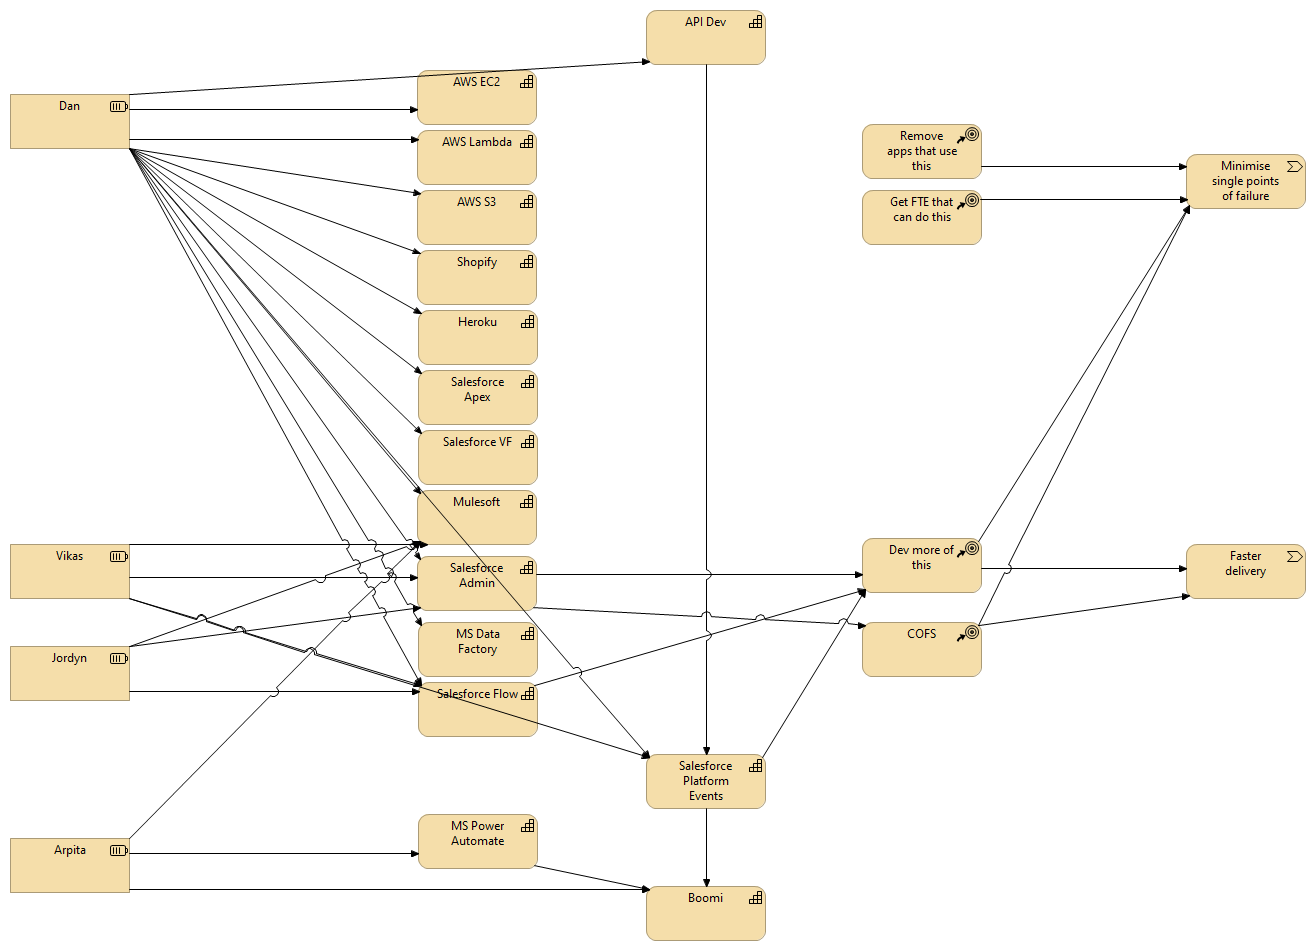 API Dev
Dan
AWS EC2
AWS Lambda
AWS S3
Shopify
Heroku
Salesforce
Apex
Salesforce VF
Mulesoft
Vikas
Salesforce
Admin
Jordyn
MS Data
Factory
Salesforce Flow
Salesforce
Platform
Events
Arpita
MS Power
Automate
Boomi
Remove
apps that use
this
Get FTE that
can do this
Minimise
single points
of failure
Dev more of
this
COFS
Faster
delivery